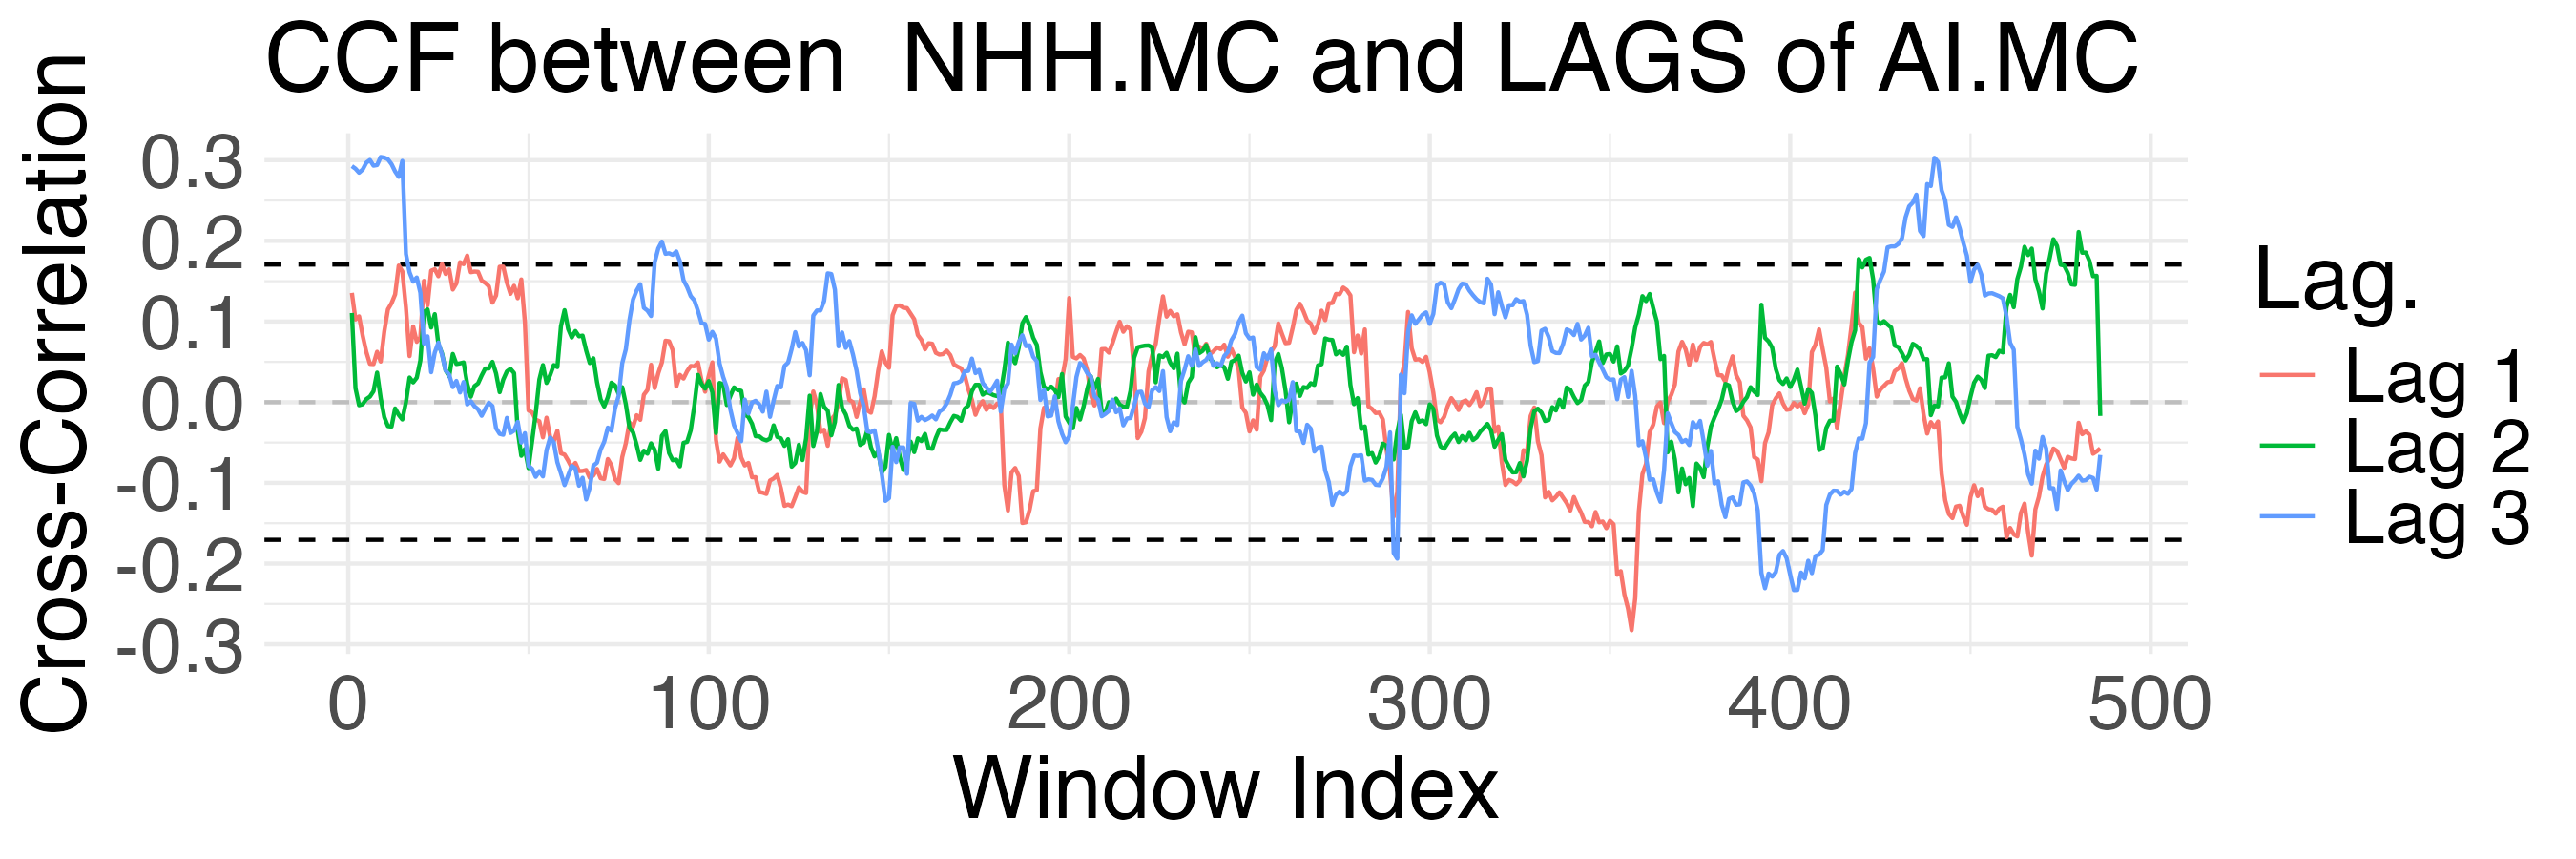 CCF between  NHH.MC and LAGS of AI.MC
Cross-Correlation
0.3
0.2
0.1
0.0
-0.1
-0.2
-0.3
0 100 200 300 400 500
Window Index
Lag.
Lag 1
Lag 2
Lag 3